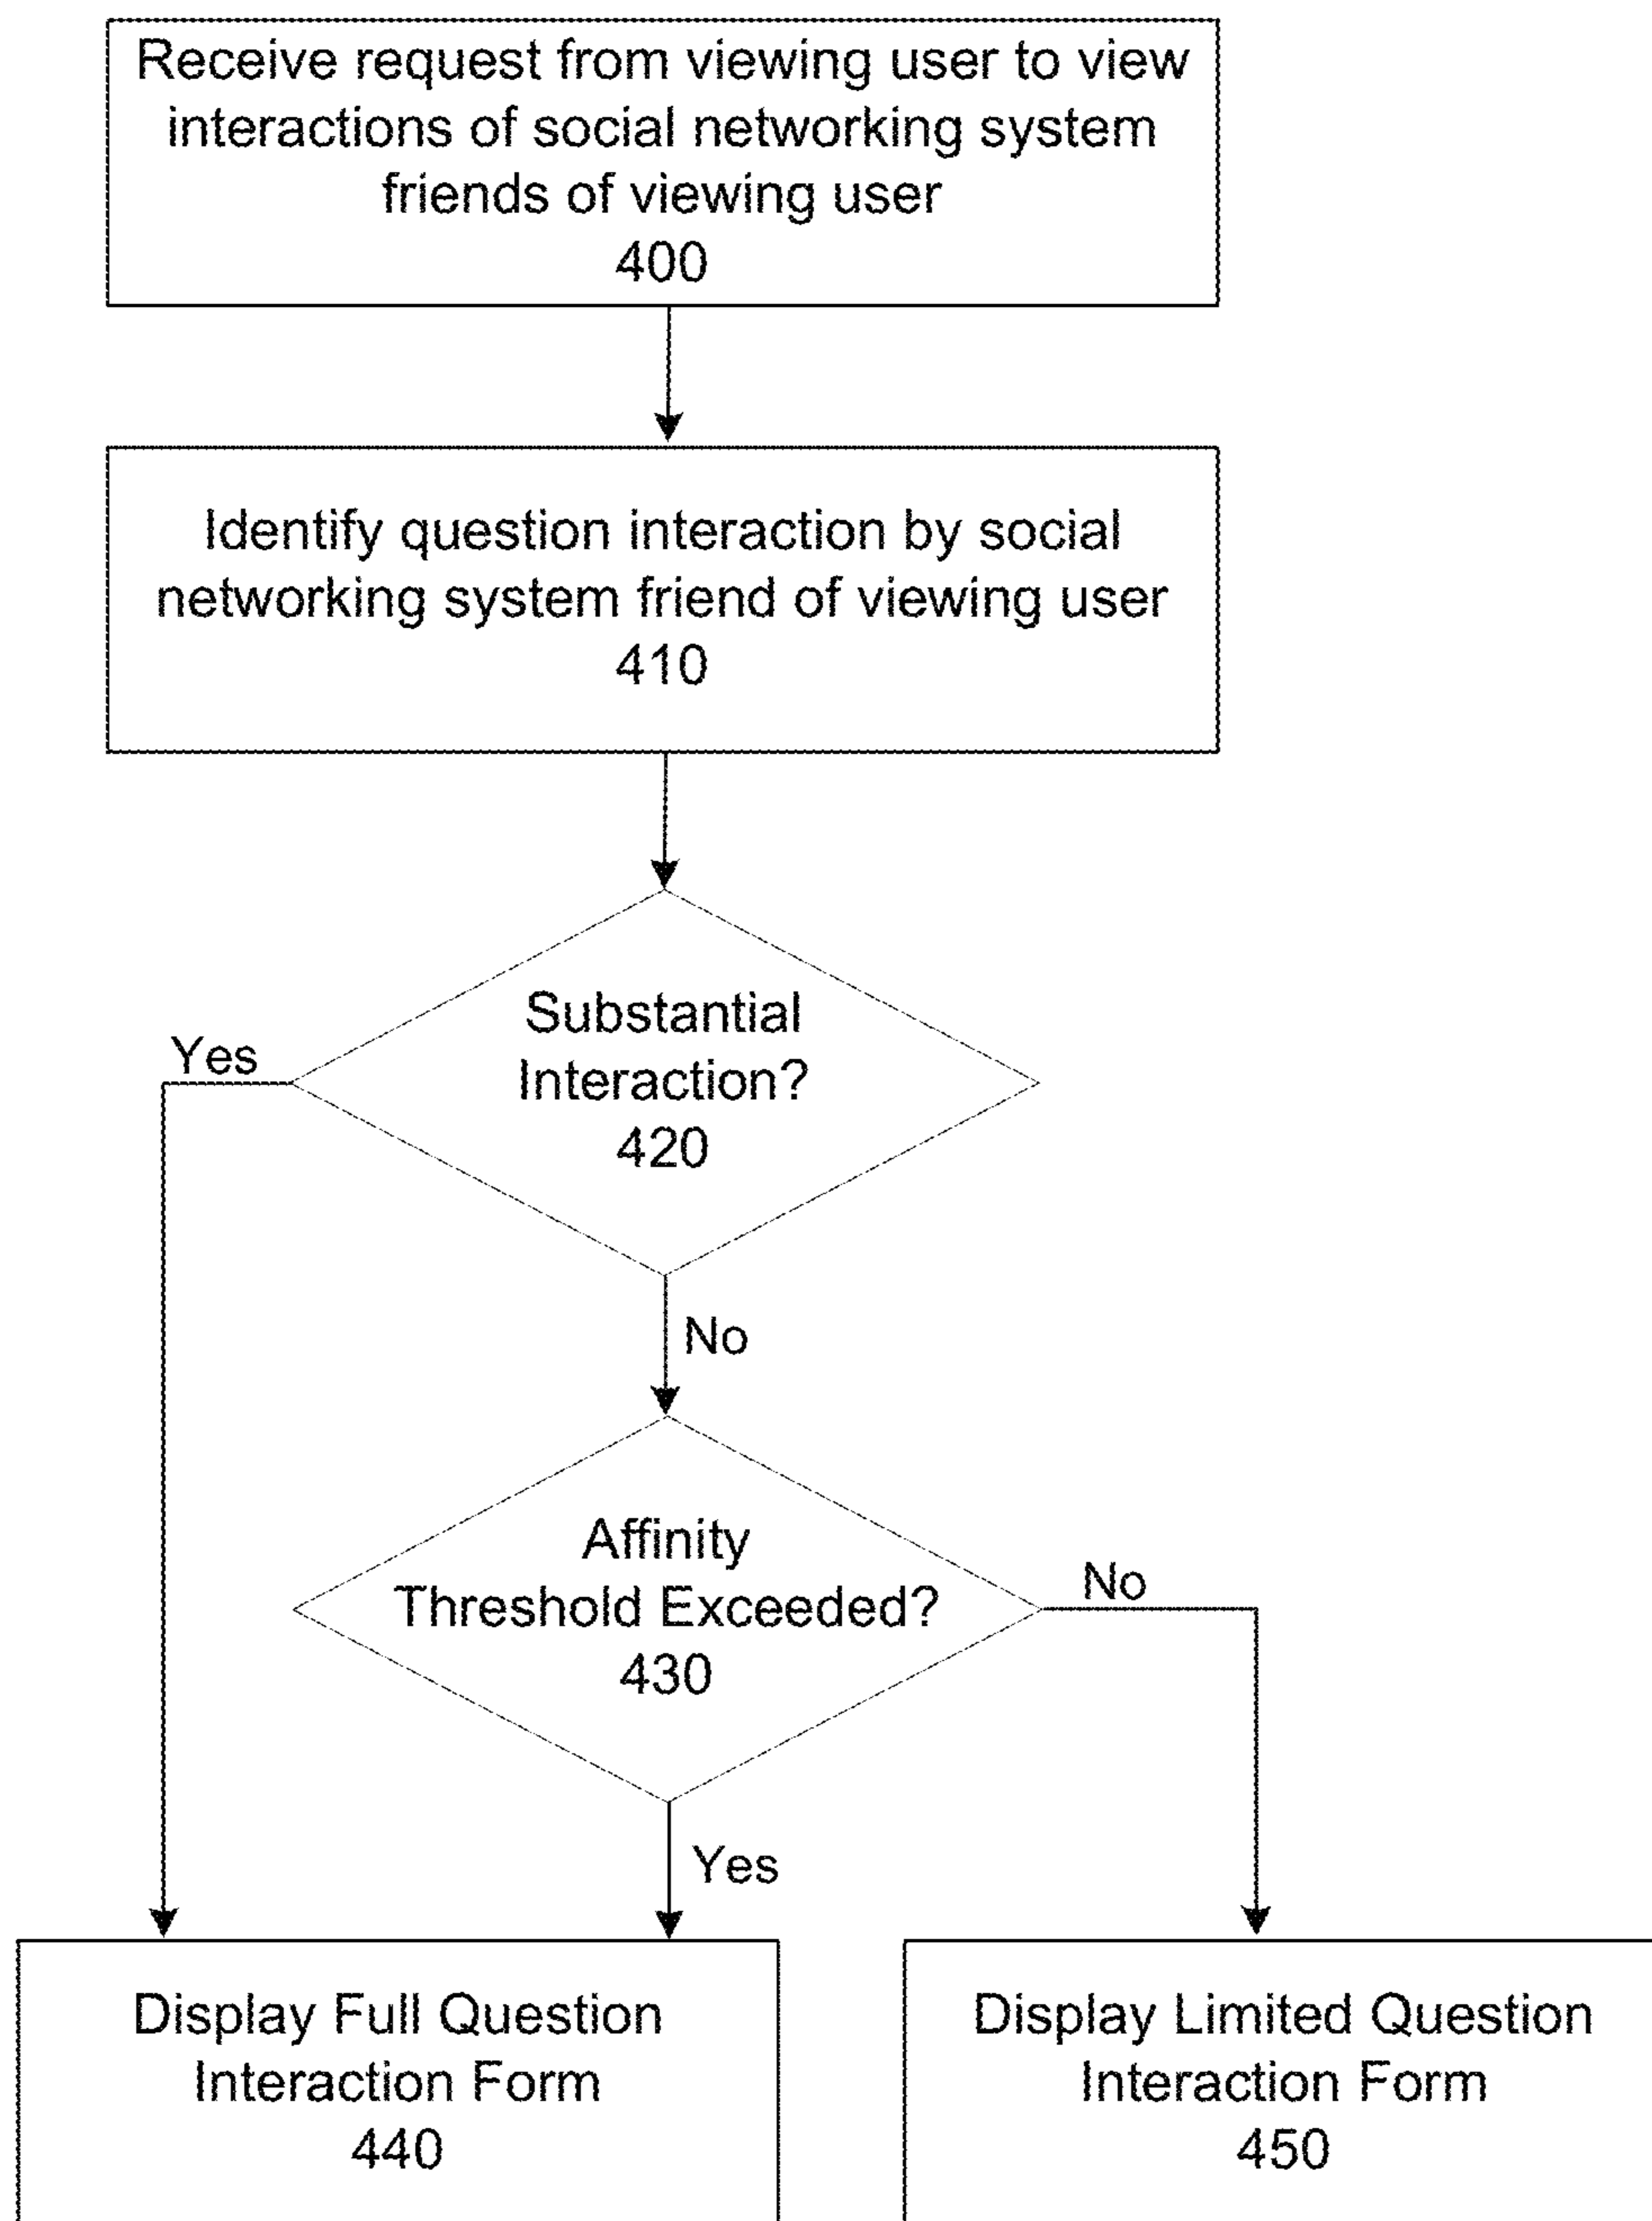 Receive request from viewing user to view
interactions of social networking system
friends of viewing user
400
Identify question interaction by social
networking system friend of viewing user
410
Substantial
Interaction?
420
Yes
No
Affinity
Threshold Exceeded?
430
No
Yes
Display Full Question
Interaction Form
440
Display Limited Question
Interaction Form
450